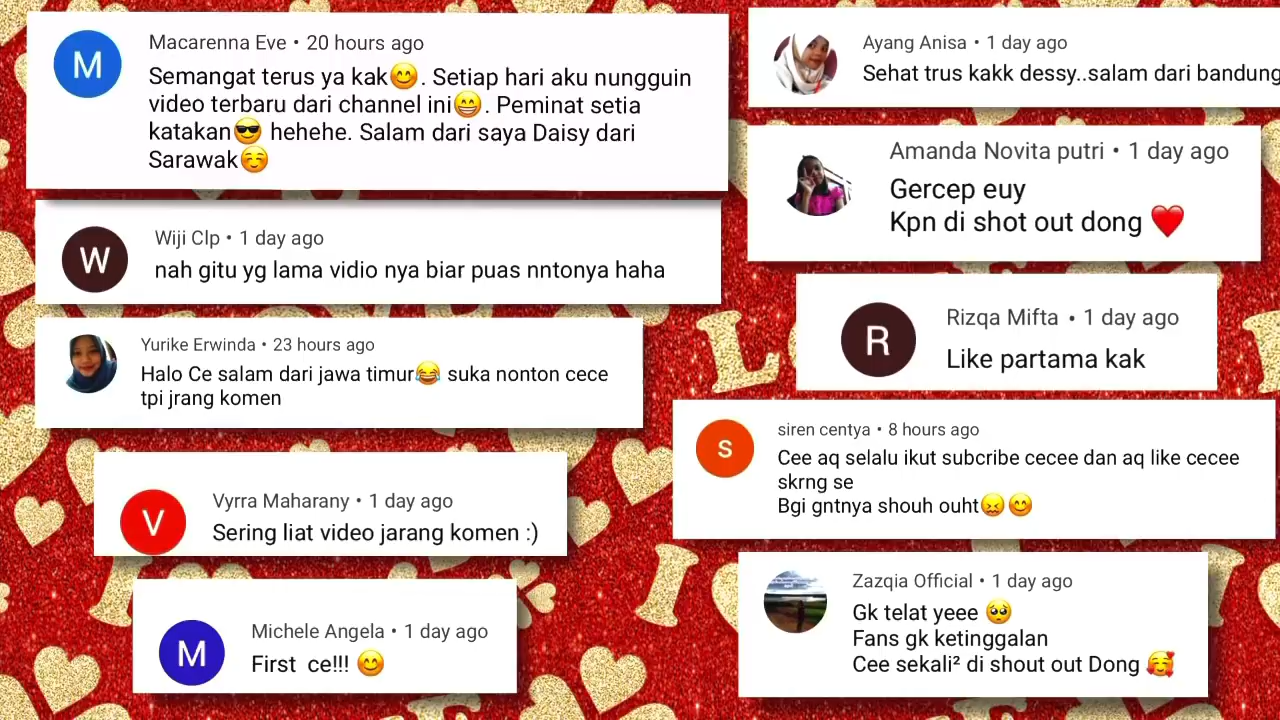 Macarenna Eve • 20 hours ago
Semangat terus ya kak😊. Setiap hari aku nungguin
video terbaru dari channel ini😁. Peminat setia
katakan😎 hehehe. Salam dari saya Daisy dari
Sarawak☺️
Wiji Clp • 1 day ago
nah gitu yg lama vidio nya biar puas nntonya haha
Yurike Erwinda • 23 hours ago
Halo Ce salam dari jawa timur😂 suka nonton cece
tpi jrang komen
Vyrra Maharany • 1 day ago
Sering liat video jarang komen :)
Michele Angela • 1 day ago
First ce!!! 😊
Ayang Anisa • 1 day ago
Sehat trus kakk dessy..salam dari bandung
Amanda Novita putri • 1 day ago
Gercep euy
Kpn di shot out dong ❤️
Rizqa Mifta • 1 day ago
Like partama kak
siren centya • 8 hours ago
Cee aq selalu ikut subcribe cecee dan aq like cecee
skrng se
Bgi gntnya shouh ouht😖😊
Zazqia Official • 1 day ago
Gk telat yeee 🥺
Fans gk ketinggalan
Cee sekali² di shout out Dong 🥰
M
W
V
M
R
S
L